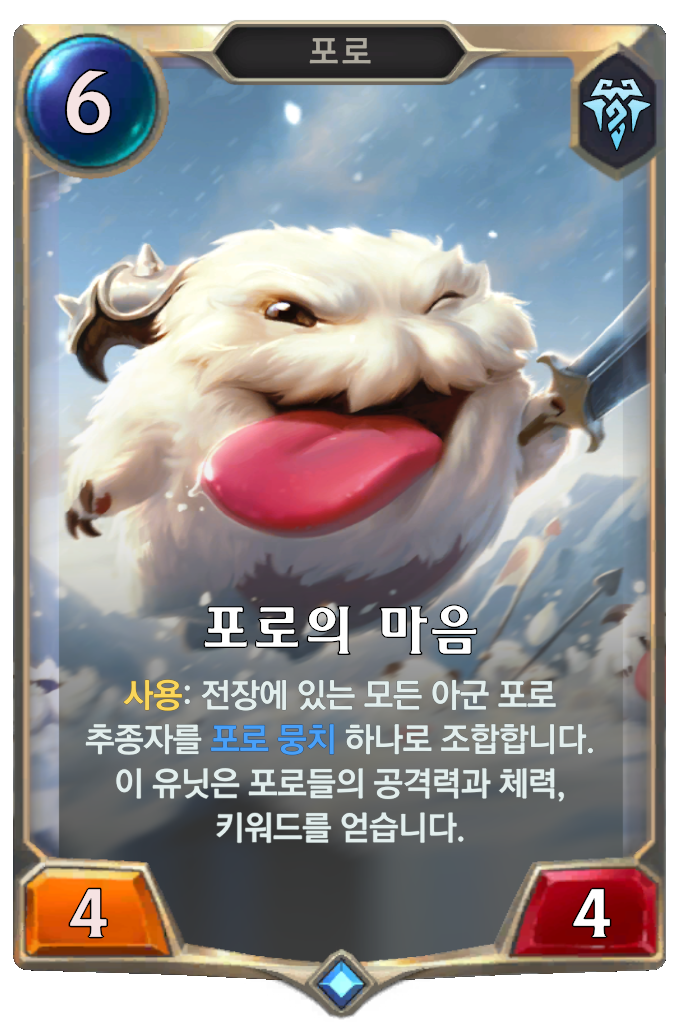 포로
6
포로의 마음
사용: 전장에 있는 모든 아군 포로
추종자를 포로 뭉치 하나로 조합합니다.
이 유닛은 포로들의 공격력과 체력,
키워드를 얻습니다.
4
4